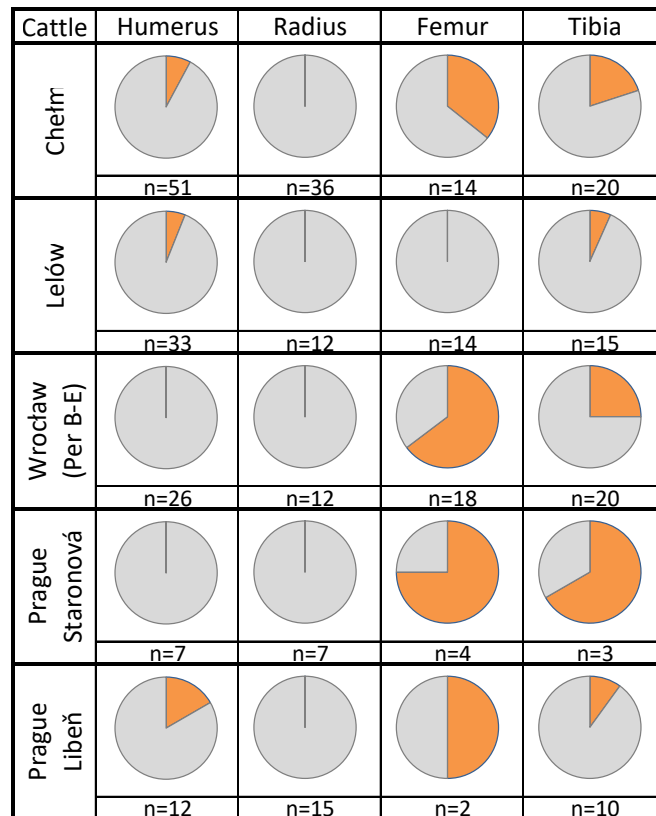 Cattle Humerus Radius Femur Tibia
Chełm
n=51 n=36 n=14 n=20
Lelów
n=33 n=12 n=14 n=15
Wrocław
(Per B-E)
n=26 n=12 n=18 n=20
Prague
Staronová
n=7 n=7 n=4 n=3
Prague
Libeň
n=12 n=15 n=2 n=10